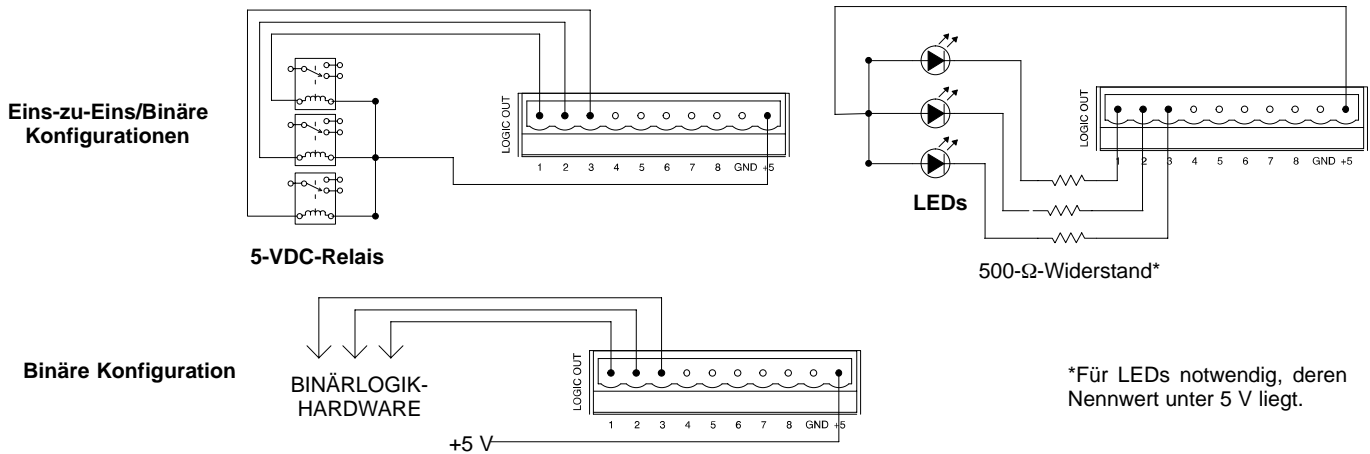 Eins-zu-Eins/Binäre
Konfigurationen
LOGIC OUT
1 2 3 4 5 6 7 8 GND +5
5-VDC-Relais
LOGIC OUT
1 2 3 4 5 6 7 8 GND +5
LEDs
500-Ω-Widerstand*
Binäre Konfiguration
BINÄRLOGIK-
HARDWARE
+5 V
LOGIC OUT
1 2 3 4 5 6 7 8 GND +5
*Für LEDs notwendig, deren
Nennwert unter 5 V liegt.